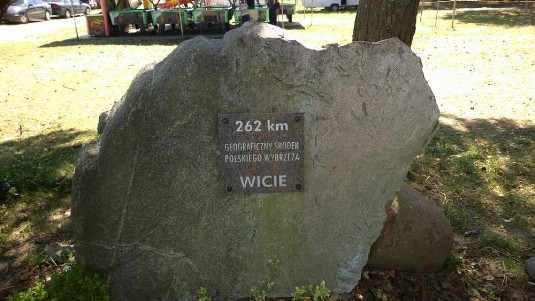 262 km
GEOGRAFICZNY ŚRODEK
POLSKIEGO WYBRZEŻA
WICIE